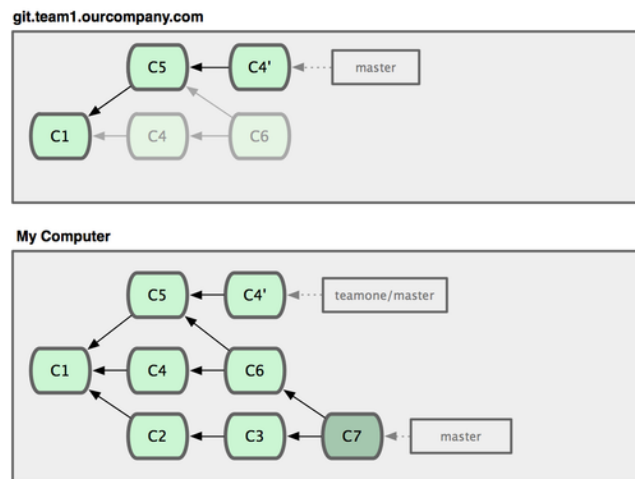 git.team1.ourcompany.com
C5 C4' master
C1 C4 C6
My Computer
C5 C4' teamone/master
C1 C4 C6
C2 C3 C7 master